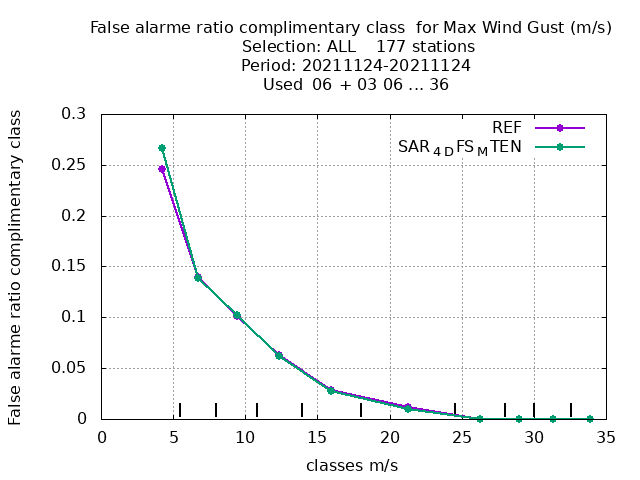 False alarme ratio complimentary class  for Max Wind Gust (m/s)
Selection: ALL    177 stations
Period: 20211124-20211124
Used  06 + 03 06 ... 36
False alarme ratio complimentary class
0.3
0.25
0.2
0.15
0.1
0.05
0
REF
SAR4DFSMTEN
0 5 10 15 20 25 30 35
classes m/s